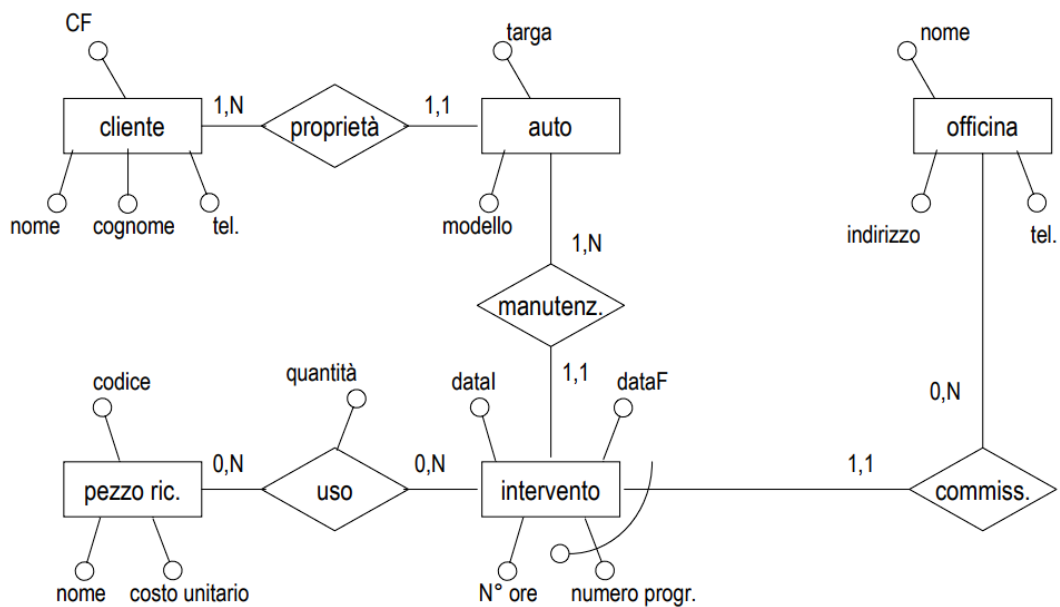 CF
targa
nome
cliente
1,N
proprietà
1,1
auto
officina
nome
cognome
tel.
modello
indirizzo
tel.
1,N
manutenz.
codice
quantità
dataI
1,1
dataF
0,N
pezzo ric.
0,N
uso
0,N
intervento
1,1
commiss.
nome
costo unitario
N° ore
numero progr.